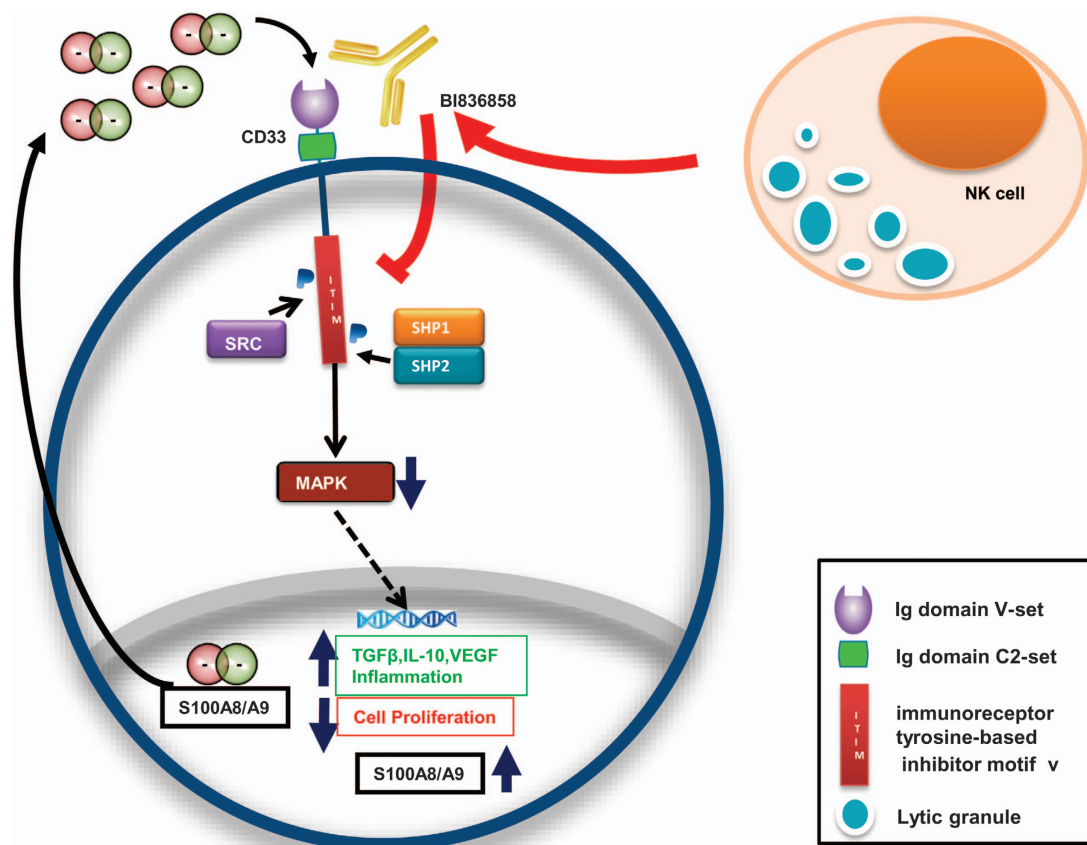 BI836858
CD33
NK cell
I
T
I
M
P
P
SRC
SHP1
SHP2
MAPK
TGFβ,IL-10,VEGF
Inflammation
S100A8/A9
Cell Proliferation
S100A8/A9
- -
- -
- -
- -
- -
Ig domain V-set
Ig domain C2-set
I
T
I
M
immunoreceptor
tyrosine-based
inhibitor motif v
Lytic granule